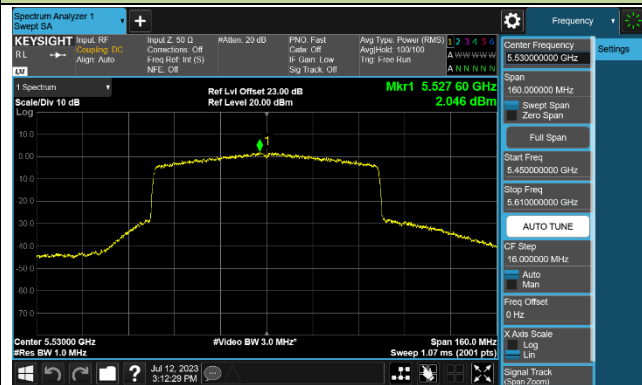 Spectrum Analyzer 1
Swept SA
+
Frequency
KEYSIGHT
RL
LXI
Input: RF
Coupling: DC
Align: Auto
Input Z: 50 Ω
Corrections: Off
Freq Ref: Int (S)
NFE: Off
#Atten: 20 dB
PNO: Fast
Gate: Off
IF Gain: Low
Sig Track: Off
Avg Type: Power (RMS)
Avg|Hold: 100/100
Trig: Free Run
1 2 3 4 5 6
A W W W W W
A N N N N N
1 Spectrum
Scale/Div 10 dB
Log
Ref Lvl Offset 23.00 dB
Ref Level 20.00 dBm
Mkr1 5.527 60 GHz
2.046 dBm
1
10.0
0.00
10.0
20.0
30.0
40.0
50.0
60.0
70.0
Center 5.53000 GHz
#Res BW 1.0 MHz
#Video BW 3.0 MHz*
Span 160.0 MHz
Sweep 1.07 ms (2001 pts)
Center Frequency
5.530000000 GHz
Span
160.000000 MHz
Swept Span
Zero Span
Full Span
Start Freq
5.450000000 GHz
Stop Freq
5.610000000 GHz
AUTO TUNE
CF Step
16.000000 MHz
Auto
Man
Freq Offset
0 Hz
X Axis Scale
Log
Lin
Signal Track
(Span Zoom)
Settings
?
Jul 12, 2023
3:12:29 PM